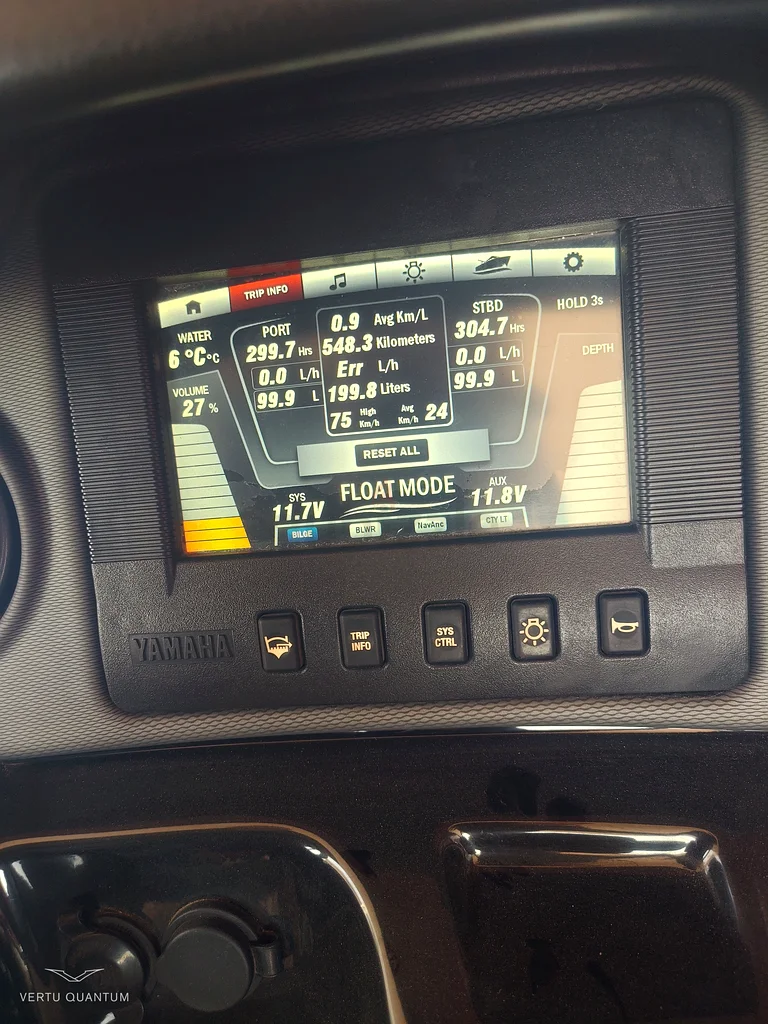 TRIP INFO
WATER
6 °C°C
VOLUME
27 %
PORT
299.7 Hrs
0.0 L/h
99.9 L
0.9 Avg Km/L
548.3 Kilometers
Err L/h
199.8 Liters
75 High Km/h Avg Km/h 24
STBD
304.7 Hrs
0.0 L/h
99.9 L
HOLD 3s
DEPTH
RESET ALL
SYS
11.7V
FLOAT MODE
AUX
11.8V
BILGE BLWR NavAnc CTY LT
YAMAHA
TRIP
INFO
SYS
CTRL
VERTU QUANTUM